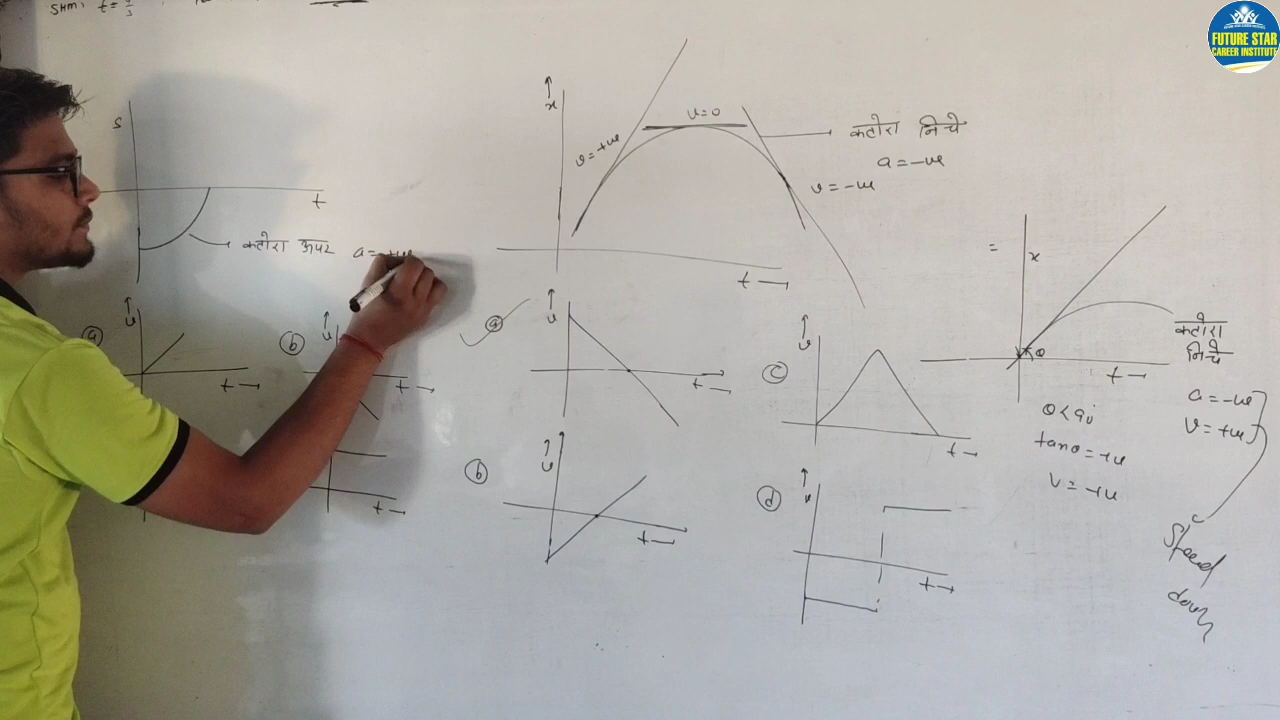 SHM,
FUTURE STAR
CAREER INSTITUTE
S
t
कटोरा ऊपर a = +ve
x
v = +ve
v = 0
कटोरा निचे
a = -ve
v = -ve
t
=
x
θ
t
कटोरा
निचे
a = -ve
v = +ve
θ < 90
tanθ = +ve
v = +ve
Speed
down
a
v
t
b
v
t
t
a
v
t
b
v
t
c
v
t
d
v
t